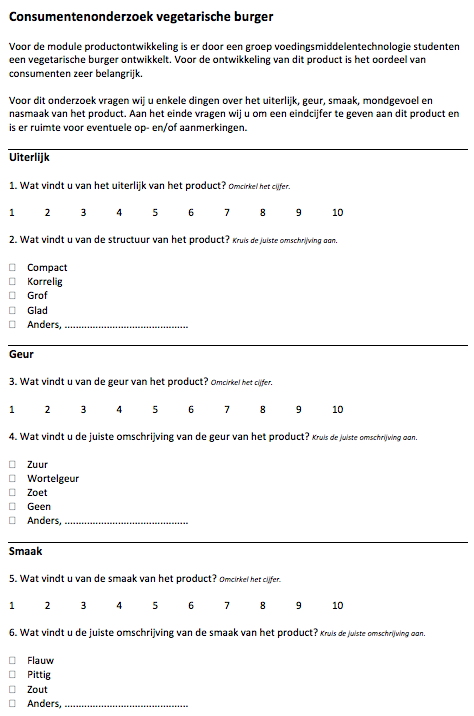 Consumentenonderzoek vegetarische burger
Voor de module productontwikkeling is er door een groep voedingsmiddelentechnologie studenten
een vegetarische burger ontwikkelt. Voor de ontwikkeling van dit product is het oordeel van
consumenten zeer belangrijk.
Voor dit onderzoek vragen wij u enkele dingen over het uiterlijk, geur, smaak, mondgevoel en
nasmaak van het product. Aan het einde vragen wij u om een eindcijfer te geven aan dit product en
is er ruimte voor eventuele op- en/of aanmerkingen.
Uiterlijk
1. Wat vindt u van het uiterlijk van het product? Omcirkel het cijfer.
1 2 3 4 5 6 7 8 9 10
2. Wat vindt u van de structuur van het product? Kruis de juiste omschrijving aan.
☐ Compact
☐ Korrelig
☐ Grof
☐ Glad
☐ Anders, ............................................
Geur
3. Wat vindt u van de geur van het product? Omcirkel het cijfer.
1 2 3 4 5 6 7 8 9 10
4. Wat vindt u de juiste omschrijving van de geur van het product? Kruis de juiste omschrijving aan.
☐ Zuur
☐ Wortelgeur
☐ Zoet
☐ Geen
☐ Anders, ............................................
Smaak
5. Wat vindt u van de smaak van het product? Omcirkel het cijfer.
1 2 3 4 5 6 7 8 9 10
6. Wat vindt u de juiste omschrijving van de smaak van het product? Kruis de juiste omschrijving aan.
☐ Flauw
☐ Pittig
☐ Zout
☐ Anders, ............................................